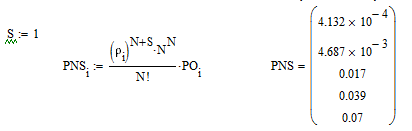 S := 1
PNS_i := (ρ_i)^(N+S) · N^N / N! · PO_i
PNS = ( 4.132 × 10^-4
4.687 × 10^-3
0.017
0.039
0.07 )